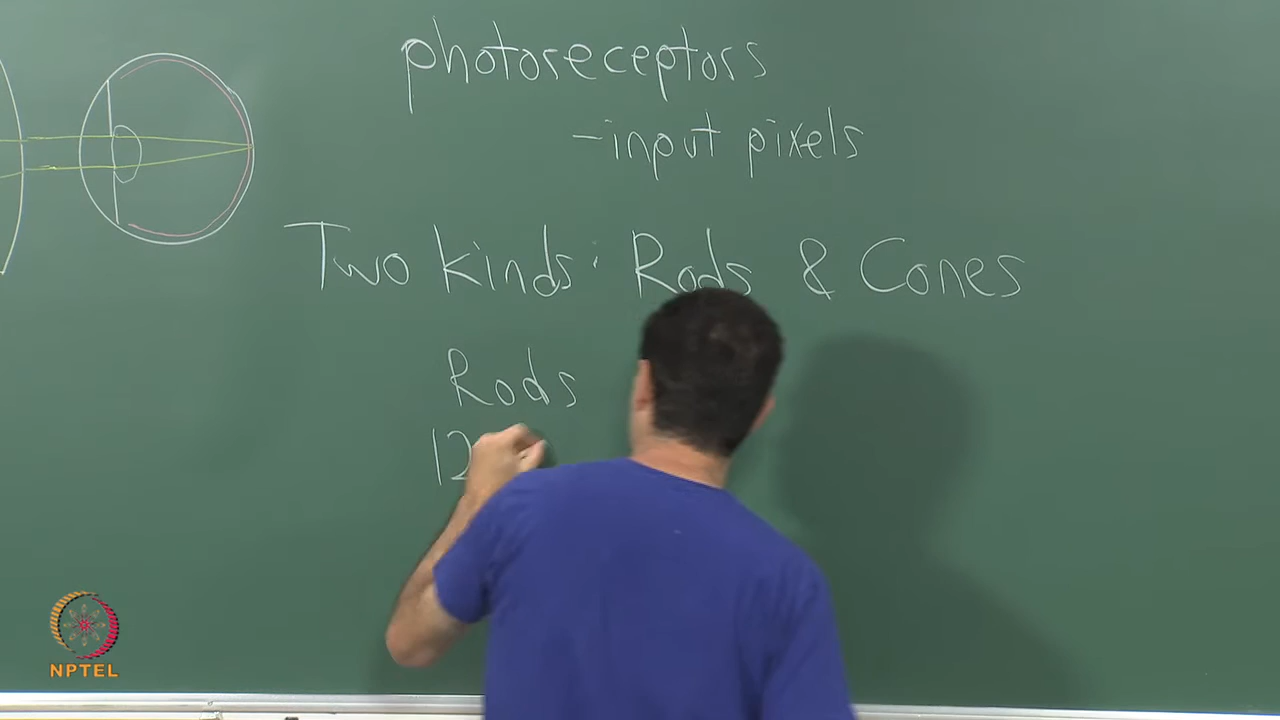 photoreceptors
-input pixels
Two kinds: Rods & Cones
Rods
12
NPTEL